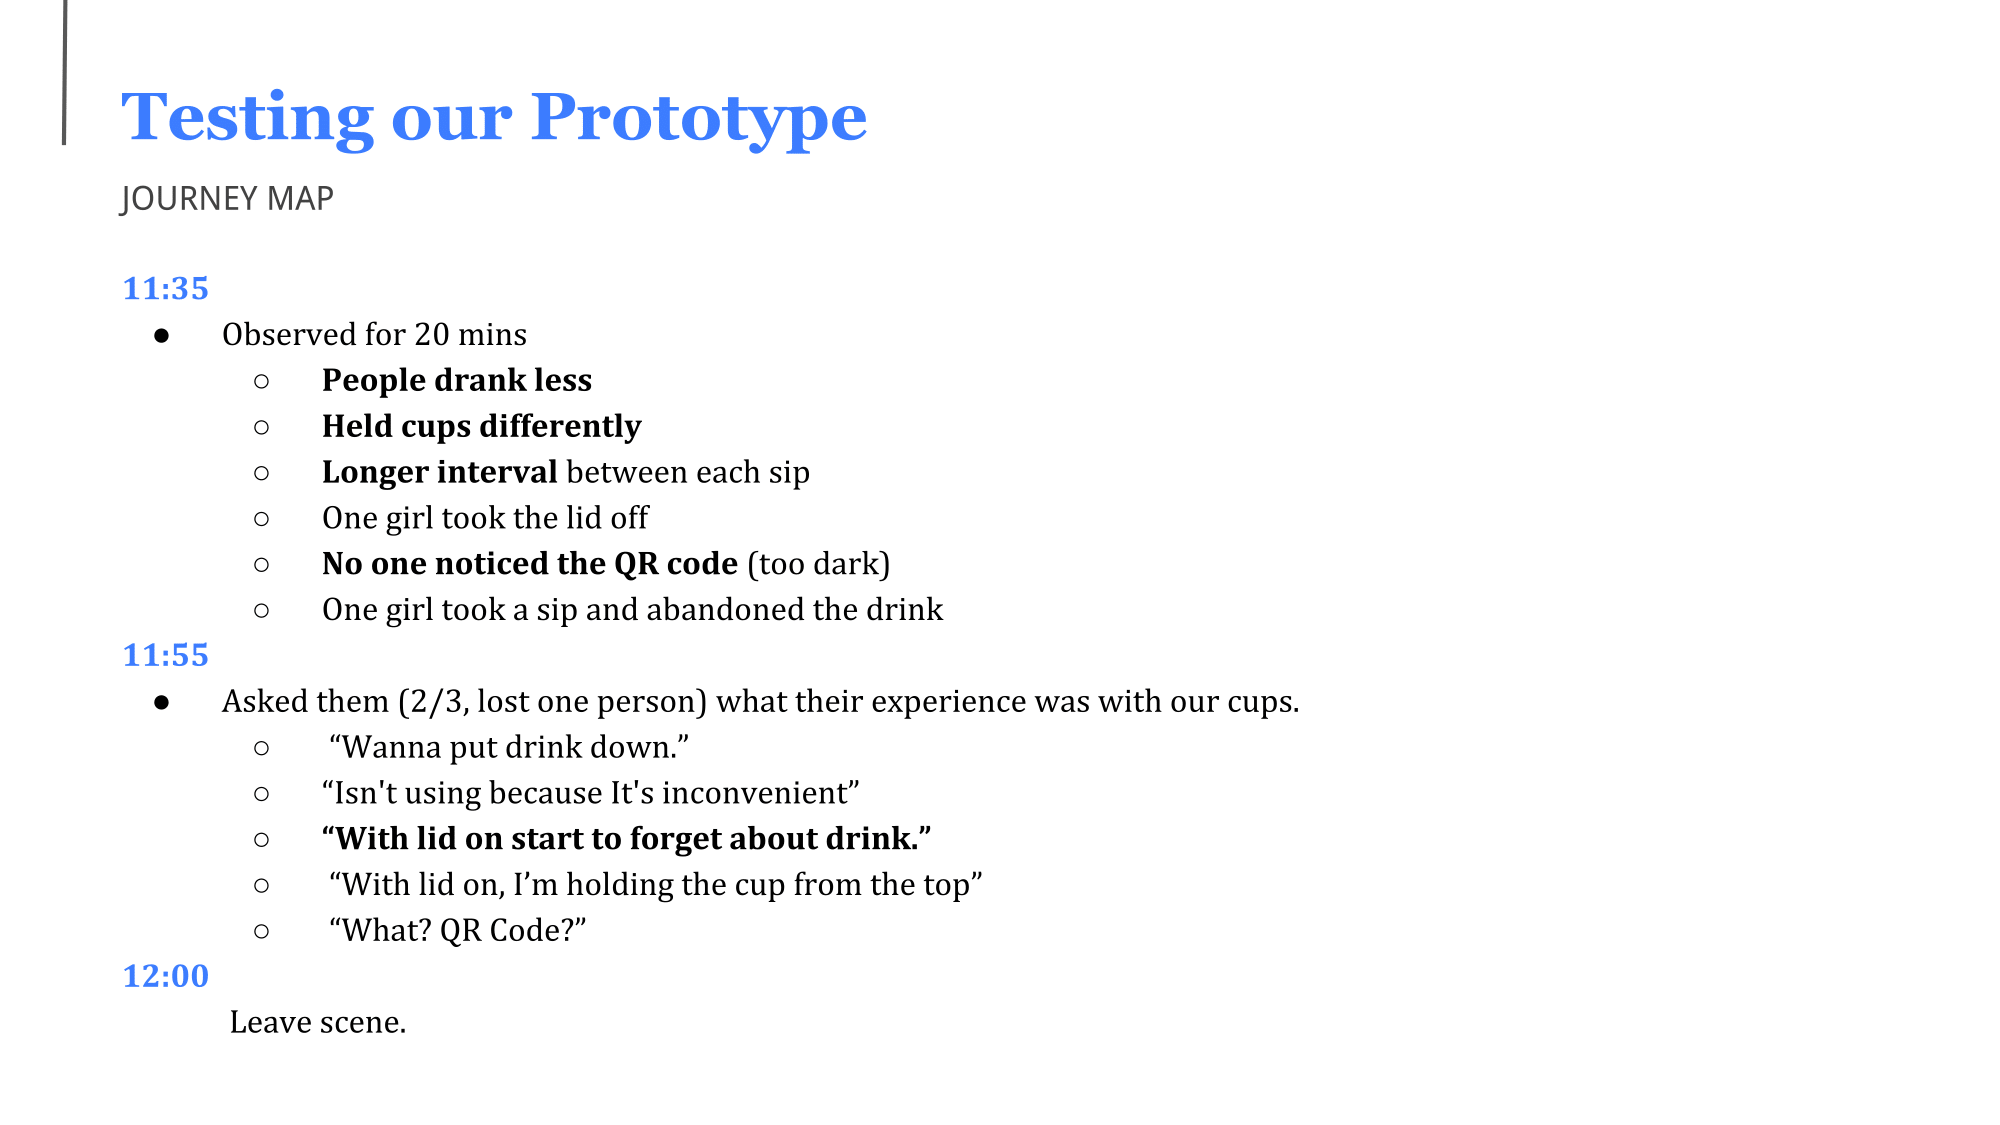 Testing our Prototype
JOURNEY MAP
11:35
● Observed for 20 mins
○ People drank less
○ Held cups differently
○ Longer interval between each sip
○ One girl took the lid off
○ No one noticed the QR code (too dark)
○ One girl took a sip and abandoned the drink
11:55
● Asked them (2/3, lost one person) what their experience was with our cups.
○ “Wanna put drink down.”
○ “Isn't using because It's inconvenient”
○ “With lid on start to forget about drink.”
○ “With lid on, I’m holding the cup from the top”
○ “What? QR Code?”
12:00
Leave scene.